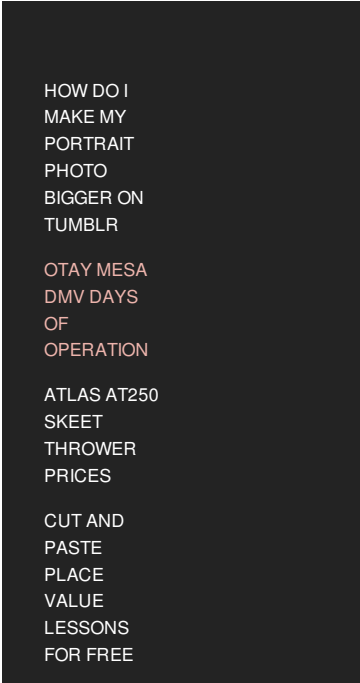 HOW DO I
MAKE MY
PORTRAIT
PHOTO
BIGGER ON
TUMBLR
OTAY MESA
DMV DAYS
OF
OPERATION
ATLAS AT250
SKEET
THROWER
PRICES
CUT AND
PASTE
PLACE
VALUE
LESSONS
FOR FREE